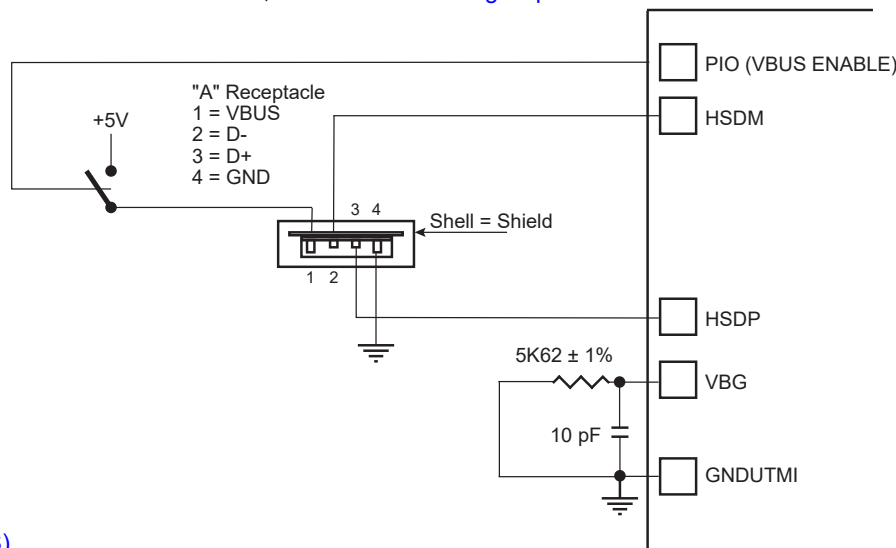 PIO (VBUS ENABLE)
"A" Receptacle
1 = VBUS
2 = D-
3 = D+
4 = GND
+5V
HSDM
3 4
Shell = Shield
1 2
HSDP
5K62 ± 1%
VBG
10 pF
GNDUTMI